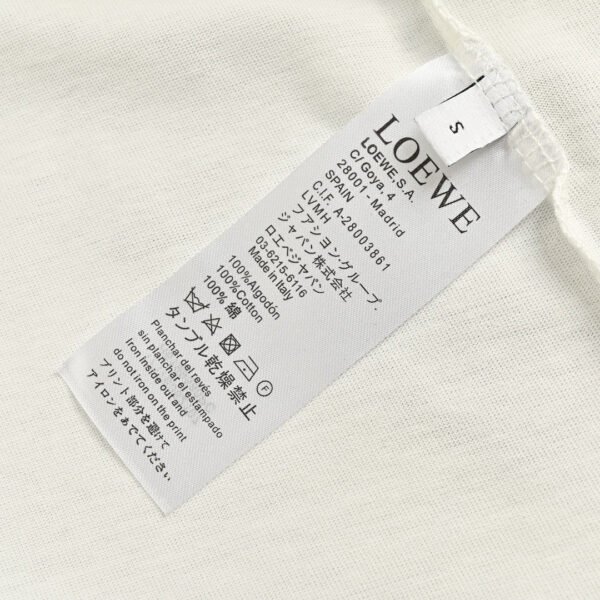 S
LOEWE
LOEWE,S.A.
C/ Goya, 4
28001 - Madrid
SPAIN
C.I.F. A-28003861
LVMH
フアション・グループ・
ジャパン株式会社
ロエベジャパン
03-6215-6116
Made in Italy
100%Algodón
100%Cotton
100% 綿
F
タンブル乾燥禁止
Planchar del revés
sin planchar el estampado
iron inside out and
do not iron on the print
プリント部分を避けて
アイロンをあてでください